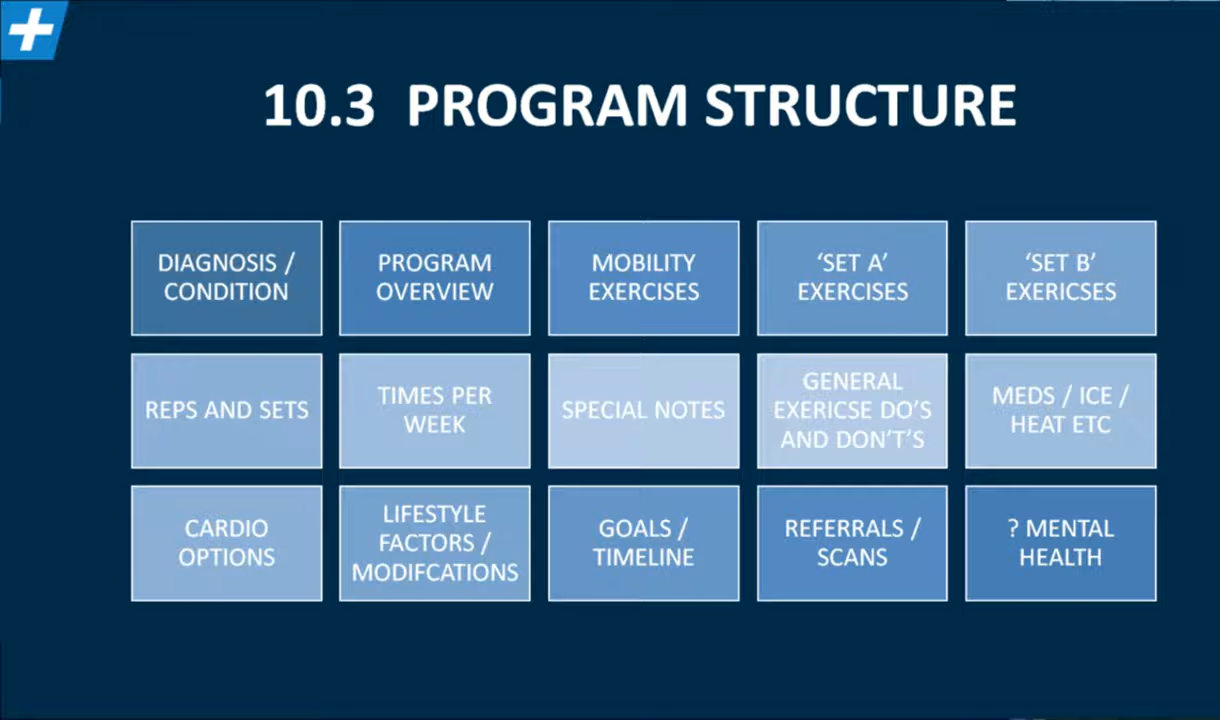 10.3 PROGRAM STRUCTURE
DIAGNOSIS /
CONDITION
PROGRAM
OVERVIEW
MOBILITY
EXERCISES
‘SET A’
EXERCISES
‘SET B’
EXERICSES
REPS AND SETS
TIMES PER
WEEK
SPECIAL NOTES
GENERAL
EXERICSE DO’S
AND DON’T’S
MEDS / ICE /
HEAT ETC
CARDIO
OPTIONS
LIFESTYLE
FACTORS /
MODIFCATIONS
GOALS /
TIMELINE
REFERRALS /
SCANS
? MENTAL
HEALTH